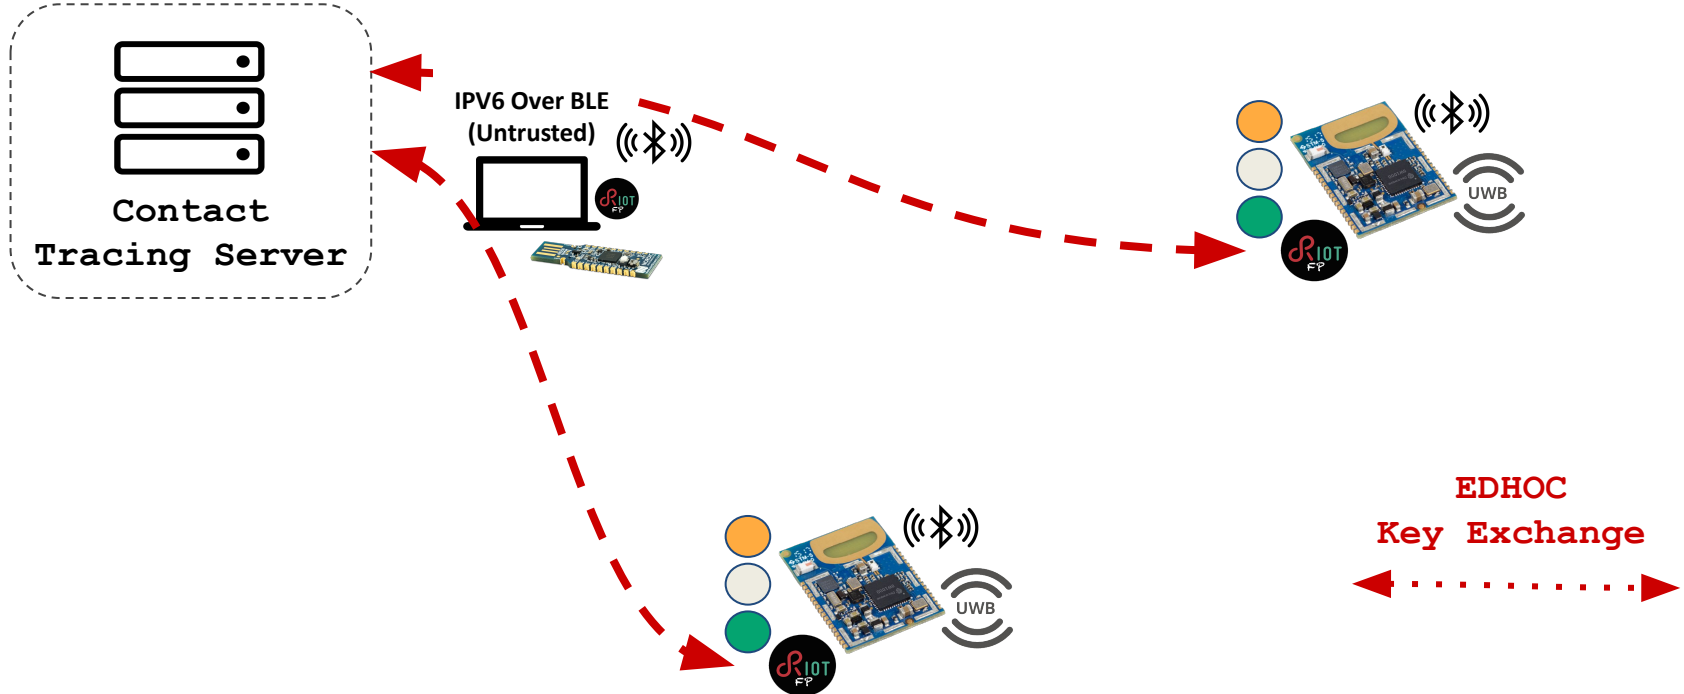 IPV6 Over BLE
(Untrusted)
Contact
Tracing Server
RIOT
FP
UWB
RIOT
FP
EDHOC
Key Exchange
UWB
RIOT
FP